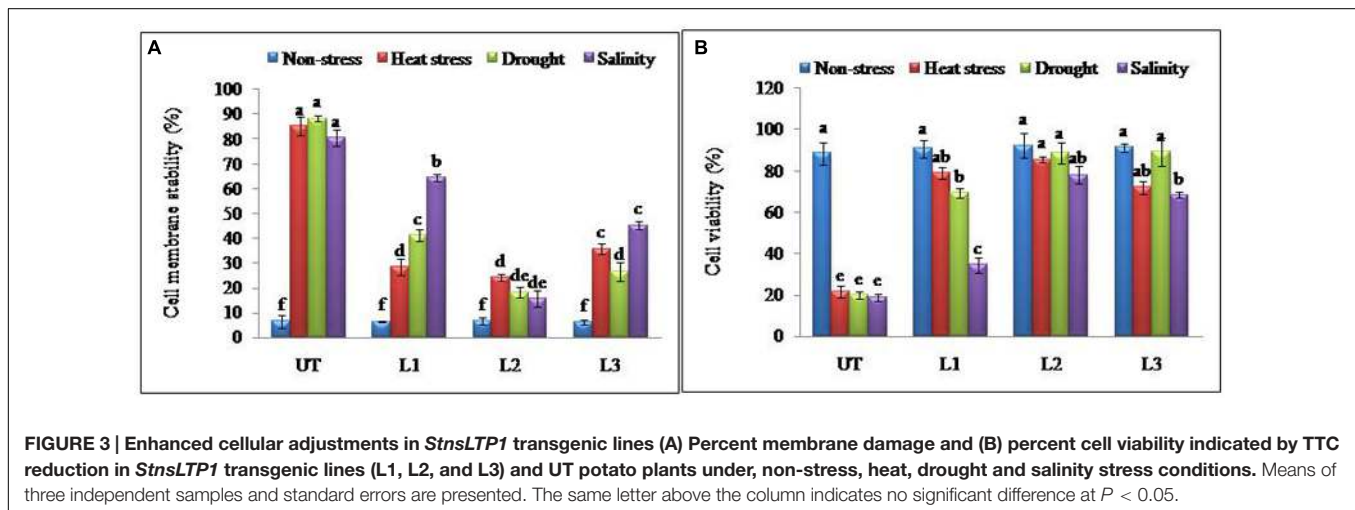 A
Non-stress Heat stress Drought Salinity
Cell membrane stability (%)
100
90
80
70
60
50
40
30
20
10
0
f a a a
f d c b
f d de de
f c d c
UT L1 L2 L3
B
Non-stress Heat stress Drought Salinity
Cell viability (%)
120
100
80
60
40
20
0
a e e e
a ab b c
a a a ab
a ab a b
UT L1 L2 L3
FIGURE 3 | Enhanced cellular adjustments in StnsLTP1 transgenic lines (A) Percent membrane damage and (B) percent cell viability indicated by TTC
reduction in StnsLTP1 transgenic lines (L1, L2, and L3) and UT potato plants under, non-stress, heat, drought and salinity stress conditions. Means of
three independent samples and standard errors are presented. The same letter above the column indicates no significant difference at P < 0.05.